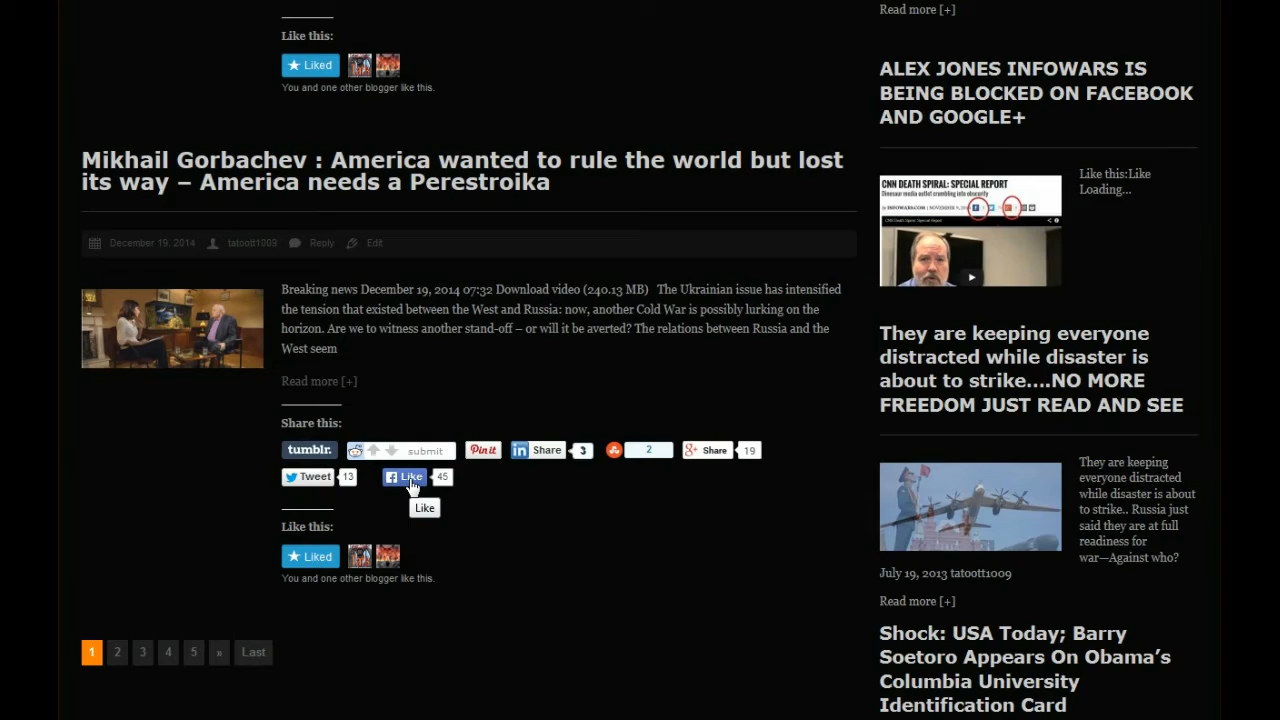 Like this:
Liked
You and one other blogger like this.
Mikhail Gorbachev : America wanted to rule the world but lost
its way – America needs a Perestroika
December 19, 2014 tatoott1009 Reply Edit
Breaking news December 19, 2014 07:32 Download video (240.13 MB) The Ukrainian issue has intensified
the tension that existed between the West and Russia: now, another Cold War is possibly lurking on the
horizon. Are we to witness another stand-off – or will it be averted? The relations between Russia and the
West seem
Read more [+]
Share this:
tumblr. submit Pin it in Share 3 2 g+ Share 19
Tweet 13 Like 45
Like
Like this:
Liked
You and one other blogger like this.
1 2 3 4 5 » Last
Read more [+]
ALEX JONES INFOWARS IS
BEING BLOCKED ON FACEBOOK
AND GOOGLE+
CNN DEATH SPIRAL: SPECIAL REPORT
Dinosaur media outlet crumbling into obscurity
Like this:Like
Loading...
They are keeping everyone
distracted while disaster is
about to strike....NO MORE
FREEDOM JUST READ AND SEE
They are keeping
everyone distracted
while disaster is about
to strike.. Russia just
said they are at full
readiness for
war—Against who?
July 19, 2013 tatoott1009
Read more [+]
Shock: USA Today; Barry
Soetoro Appears On Obama's
Columbia University
Identification Card